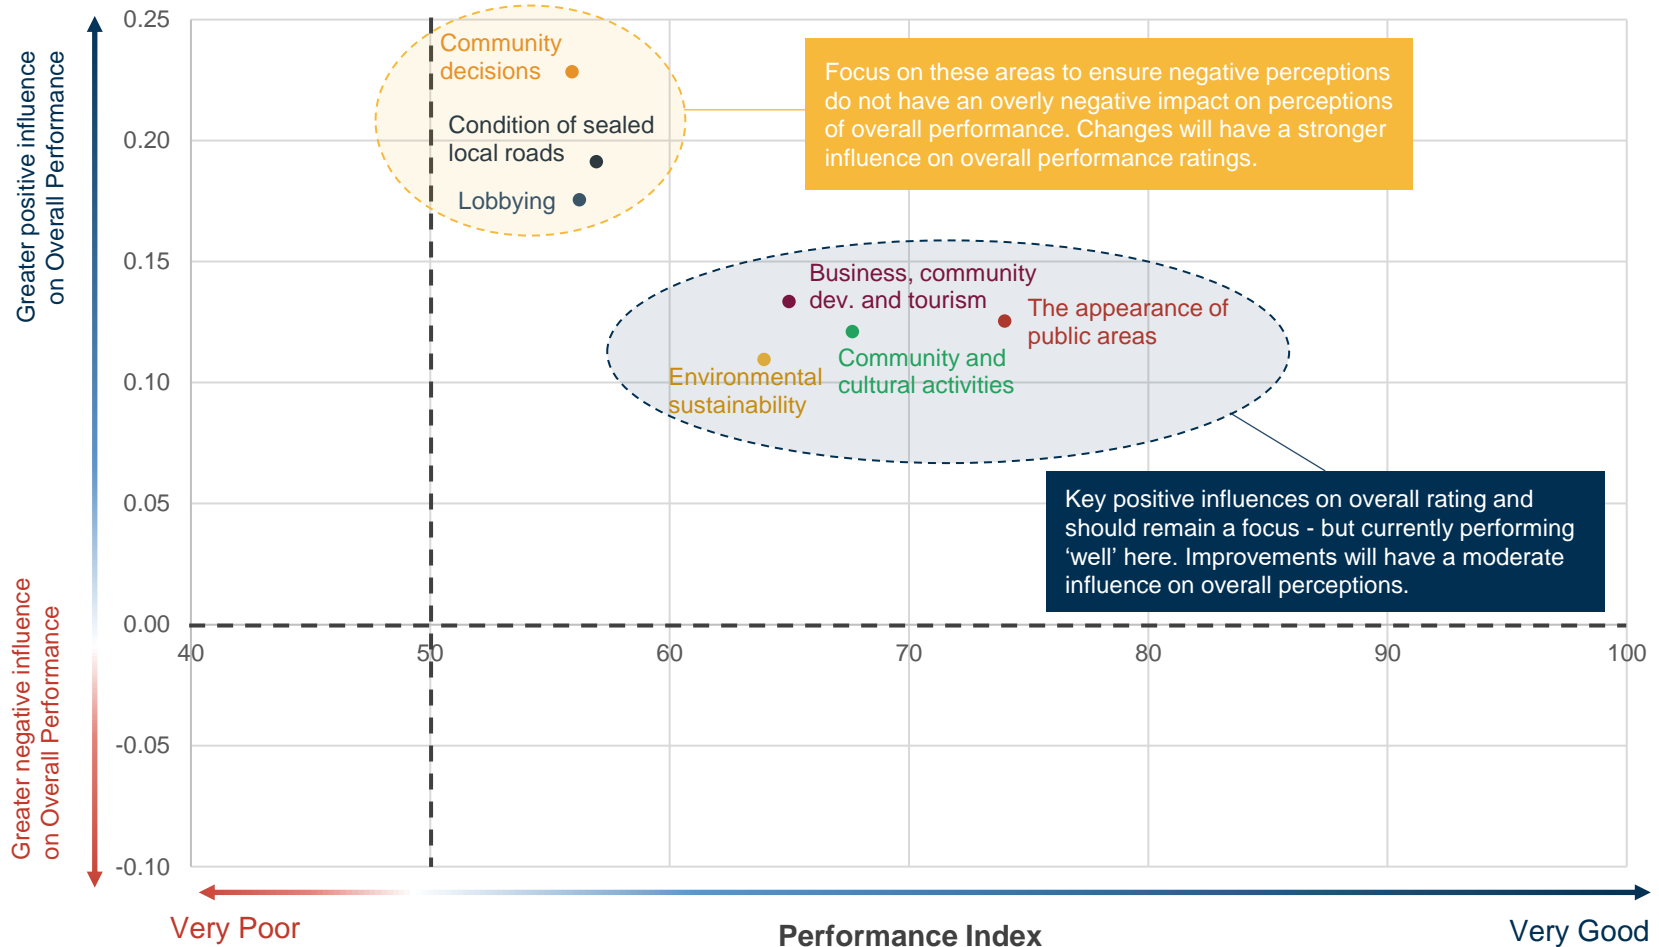 Greater positive influence
on Overall Performance
Greater negative influence
on Overall Performance
0.25
0.20
0.15
0.10
0.05
0.00
-0.05
-0.10
40
50
60
70
80
90
100
Community
decisions
Condition of sealed
local roads
Lobbying
Focus on these areas to ensure negative perceptions
do not have an overly negative impact on perceptions
of overall performance. Changes will have a stronger
influence on overall performance ratings.
Business, community
dev. and tourism
The appearance of
public areas
Community and
cultural activities
Environmental
sustainability
Key positive influences on overall rating and
should remain a focus - but currently performing
‘well’ here. Improvements will have a moderate
influence on overall perceptions.
Very Poor
Performance Index
Very Good